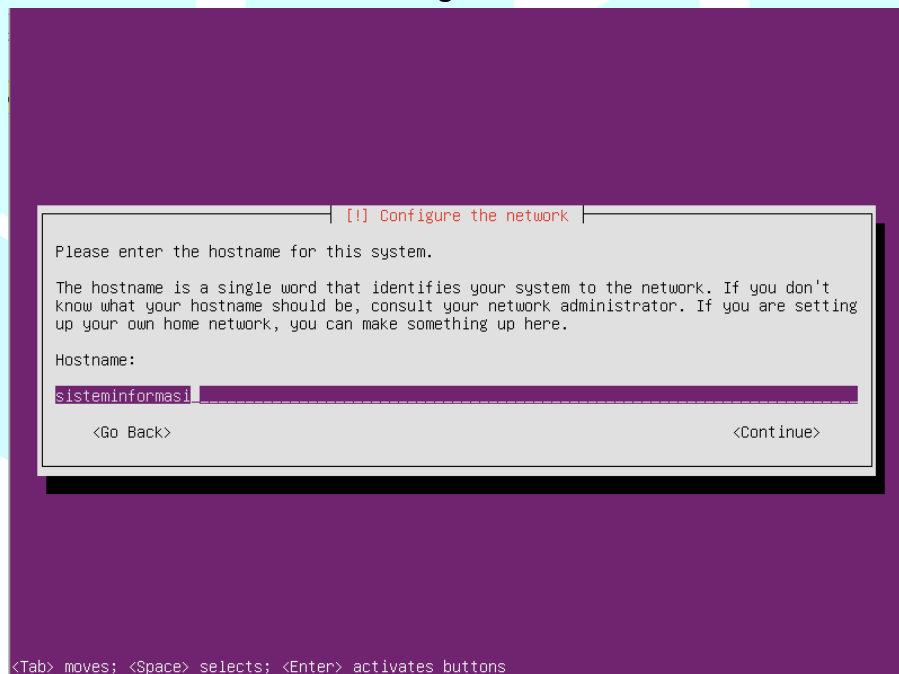 [!] Configure the network
Please enter the hostname for this system.
The hostname is a single word that identifies your system to the network. If you don't
know what your hostname should be, consult your network administrator. If you are setting
up your own home network, you can make something up here.
Hostname:
sisteminformasi
<Go Back> <Continue>
<Tab> moves; <Space> selects; <Enter> activates buttons